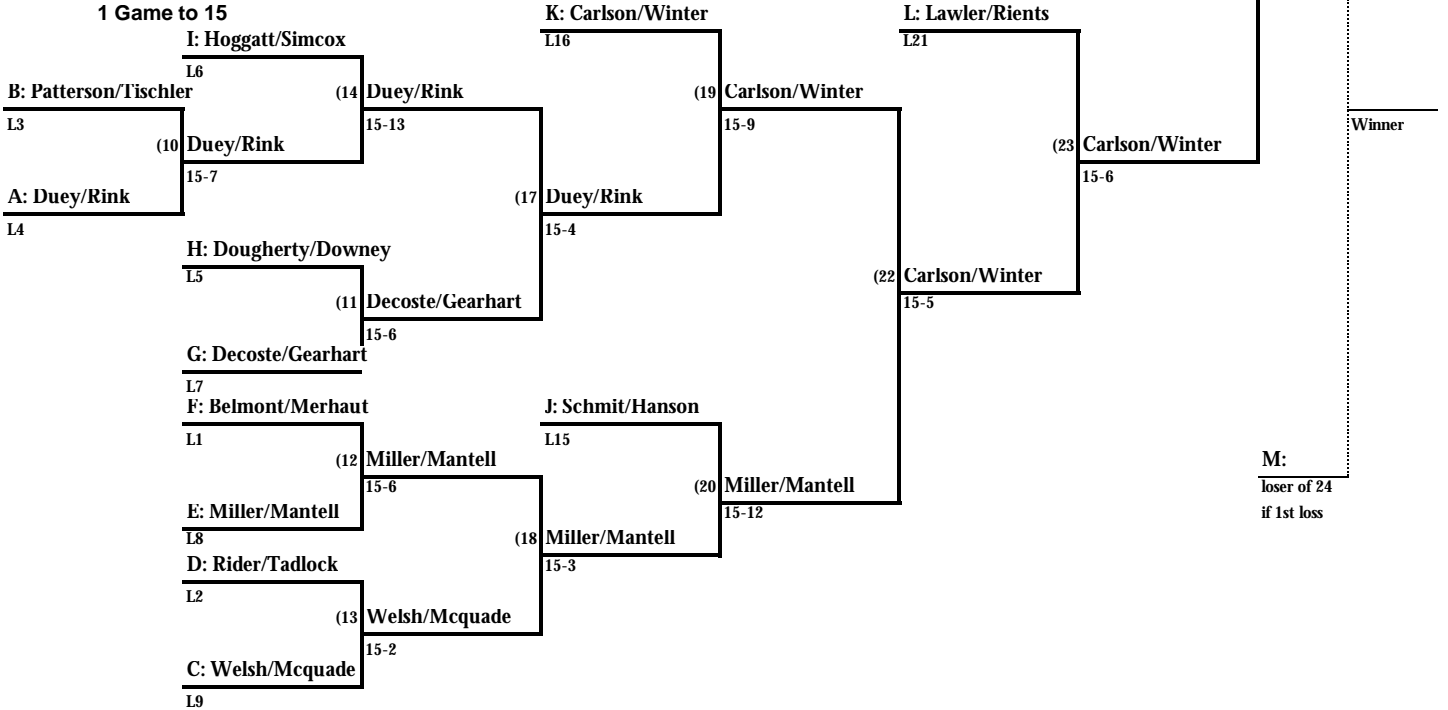 1 Game to 15
K: Carlson/Winter
L: Lawler/Rients
I: Hoggatt/Simcox
L16
L21
L6
B: Patterson/Tischler
(14 Duey/Rink
(19 Carlson/Winter
L3
15-13
15-9
Winner
(10 Duey/Rink
(23 Carlson/Winter
15-7
15-6
A: Duey/Rink
(17 Duey/Rink
L4
15-4
H: Dougherty/Downey
L5
(22 Carlson/Winter
(11 Decoste/Gearhart
15-5
15-6
G: Decoste/Gearhart
L7
F: Belmont/Merhaut
J: Schmit/Hanson
L1
L15
(12 Miller/Mantell
M:
15-6
(20 Miller/Mantell
loser of 24
E: Miller/Mantell
15-12
if 1st loss
L8
(18 Miller/Mantell
D: Rider/Tadlock
15-3
L2
(13 Welsh/Mcquade
15-2
C: Welsh/Mcquade
L9